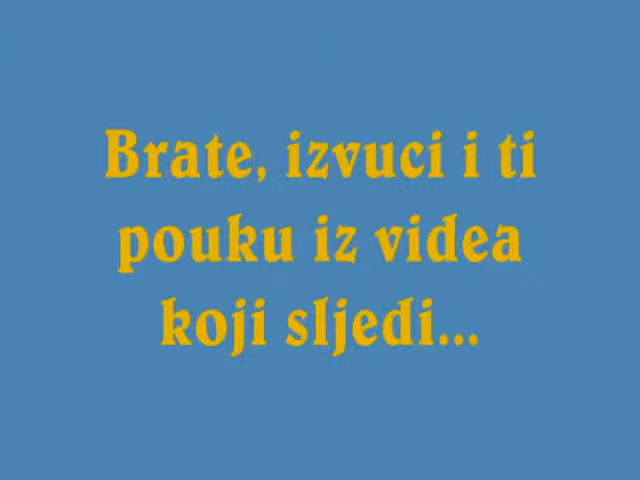 Brate, izvuci i ti
pouku iz videa
koji sljedi...